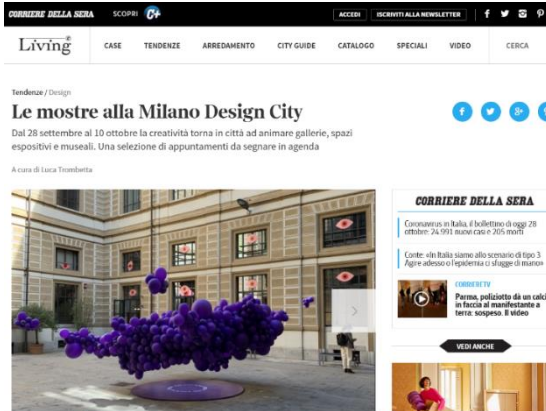 CORRIERE DELLA SERA SCOPRI C+ ACCEDI ISCRIVITI ALLA NEWSLETTER
Living
CASE TENDENZE ARREDAMENTO CITY GUIDE CATALOGO SPECIALI VIDEO CERCA
Tendenze / Design
Le mostre alla Milano Design City
Dal 28 settembre al 10 ottobre la creatività torna in città ad animare gallerie, spazi
espositivi e museali. Una selezione di appuntamenti da segnare in agenda
A cura di Luca Trombetta
CORRIERE DELLA SERA
Coronavirus in Italia, il bollettino di oggi 28
ottobre: 24.991 nuovi casi e 205 morti
Conte: «In Italia siamo allo scenario di tipo 3
Agire adesso o l'epidemia ci sfugge di mano»
CORRIERE TV
Parma, poliziotto dà un calci
in faccia al manifestante a
terra: sospeso. Il video
VEDI ANCHE